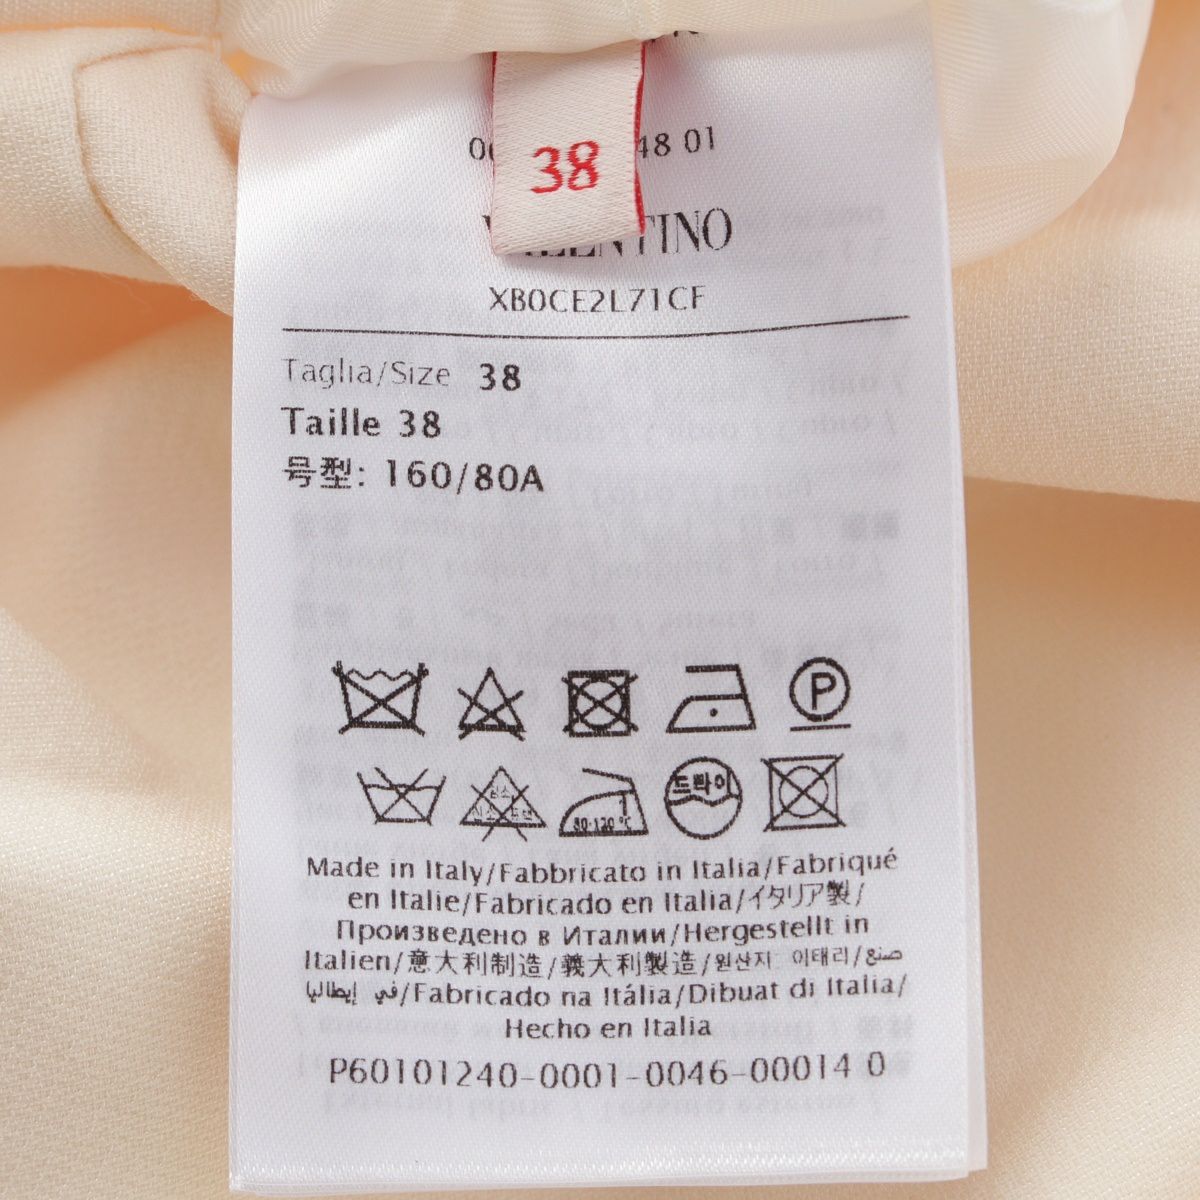 38
48 01
VALENTINO
XB0CE2L71CF
Taglia/Size 38
Taille 38
号型: 160/80A
P
드라이
80-120 ℃
Made in Italy/Fabbricato in Italia/Fabriqué
en Italie/Fabricado en Italia/イタリア製/
Произведено в Италии/Hergestellt in
Italien/意大利制造/義大利製造/원산지: 이태리/صنع
في إيطاليا/Fabricado na Itália/Dibuat di Italia/
Hecho en Italia
P60101240-0001-0046-00014 0